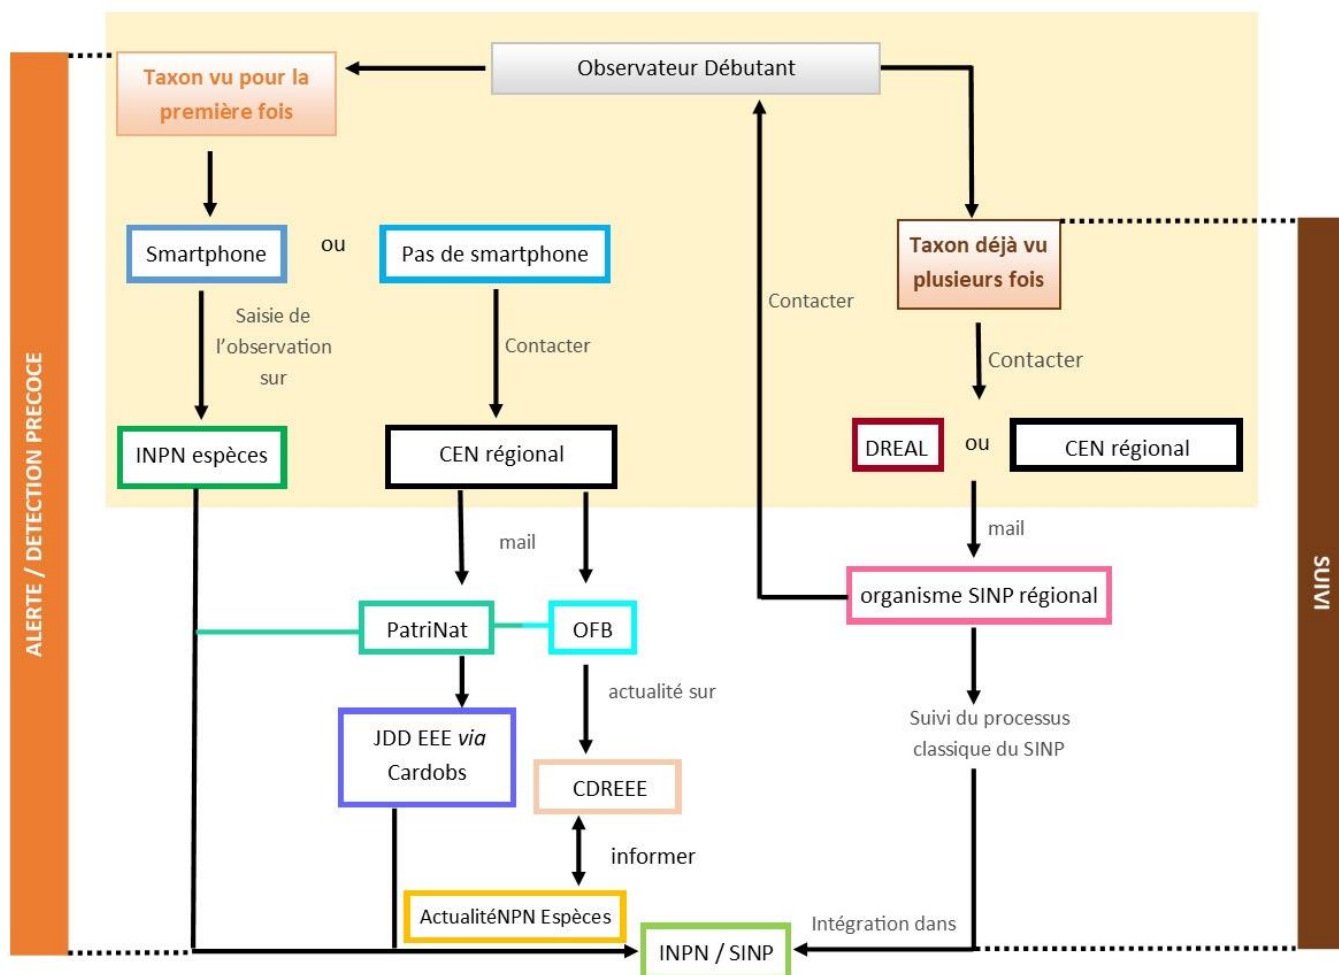 ALERTE / DETECTION PRECOCE
Taxon vu pour la
première fois
Observateur Débutant
Smartphone
ou
Pas de smartphone
Taxon déjà vu
plusieurs fois
Saisie de
l'observation
sur
Contacter
Contacter
Contacter
INPN espèces
CEN régional
DREAL
ou
CEN régional
mail
mail
PatriNat
OFB
organisme SINP régional
SUIVI
actualité sur
JDD EEE via
Cardobs
CDREEE
Suivi du processus
classique du SINP
informer
ActualitéNPN Espèces
Intégration dans
INPN / SINP